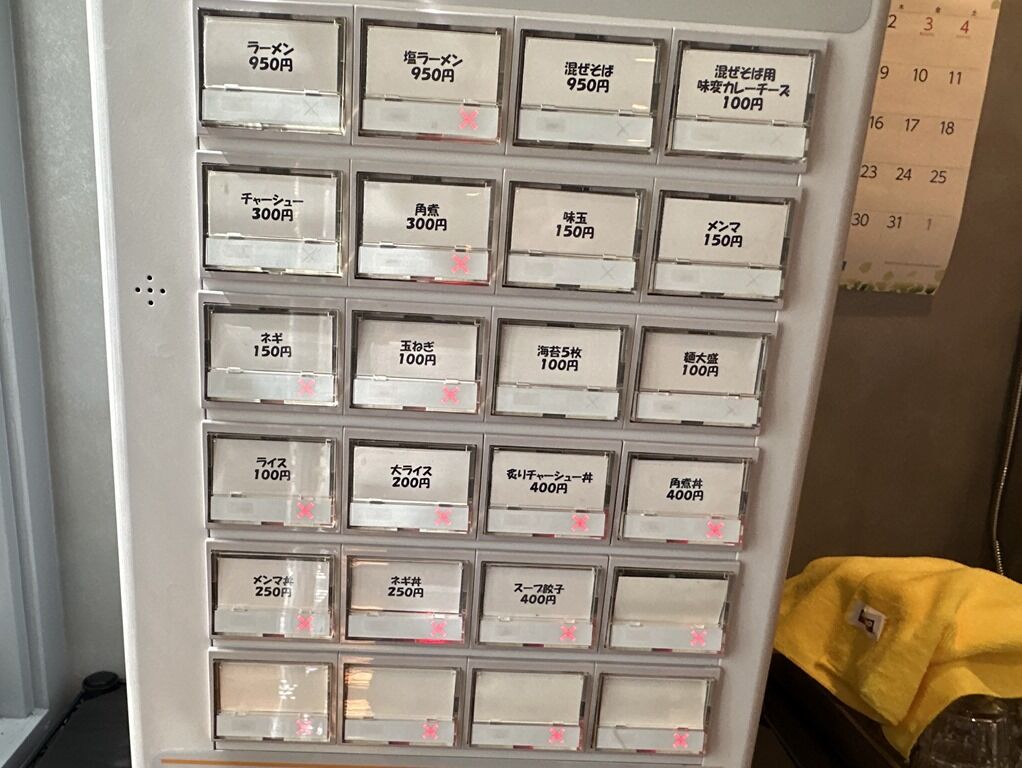 ラーメン
950円
塩ラーメン
950円
混ぜそば
950円
混ぜそば用
味変カレーチーズ
100円
チャーシュー
300円
角煮
300円
味玉
150円
メンマ
150円
ネギ
150円
玉ねぎ
100円
海苔5枚
100円
麺大盛
100円
ライス
100円
大ライス
200円
炙りチャーシュー丼
400円
角煮丼
400円
メンマ丼
250円
ネギ丼
250円
スープ餃子
400円
木 金 土
2 3 4
9 10 11
16 17 18
23 24 25
30 31 1